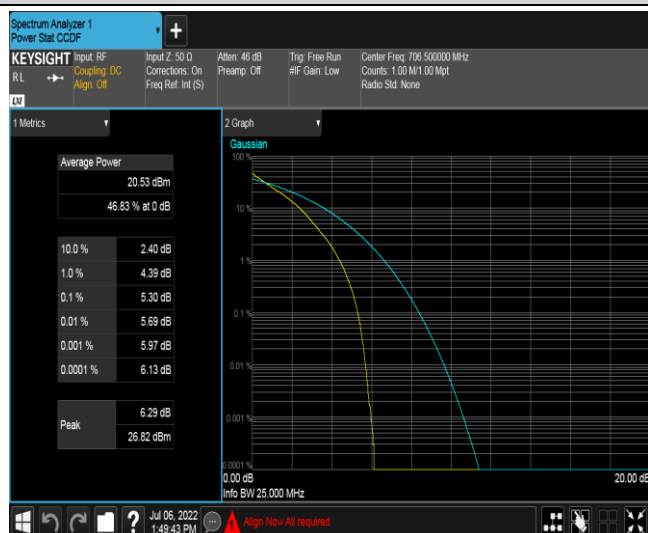 Spectrum Analyzer 1
Power Stat CCDF
+
KEYSIGHT Input: RF Input Z: 50 Ω Atten: 46 dB Trig: Free Run Center Freq: 706.500000 MHz
RL Coupling: DC Corrections: On Preamp: Off #IF Gain: Low Counts: 1.00 M/1.00 Mpt
Align: Off Freq Ref: Int (S) Radio Std: None
LXI
1 Metrics
Average Power
20.53 dBm
46.83 % at 0 dB
10.0 % 2.40 dB
1.0 % 4.39 dB
0.1 % 5.30 dB
0.01 % 5.69 dB
0.001 % 5.97 dB
0.0001 % 6.13 dB
Peak 6.29 dB
26.82 dBm
2 Graph
Gaussian
100 %
10 %
1 %
0.1 %
0.01 %
0.001 %
0.0001 %
0.00 dB 20.00 dB
Info BW 25.000 MHz
? Jul 06, 2022
1:49:43 PM
Align Now All required